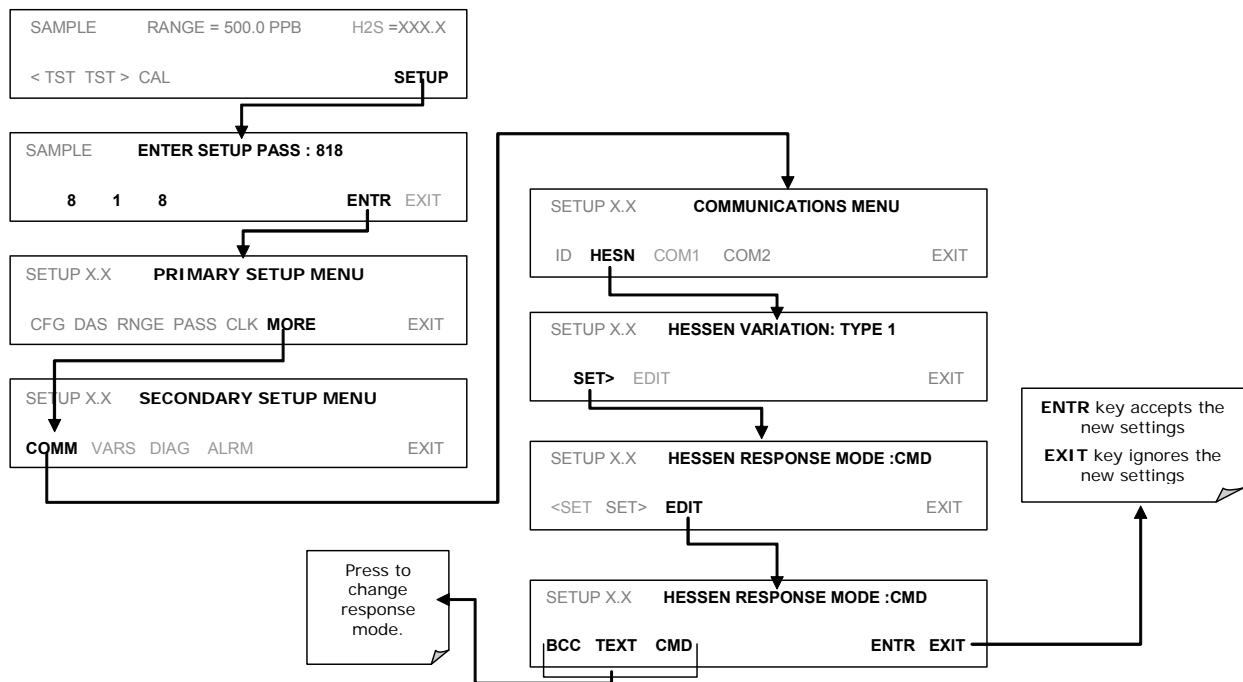 SAMPLE RANGE = 500.0 PPB H2S =XXX.X
< TST TST > CAL SETUP
SAMPLE ENTER SETUP PASS : 818
8 1 8 ENTR EXIT
SETUP X.X PRIMARY SETUP MENU
CFG DAS RNGE PASS CLK MORE EXIT
SETUP X.X SECONDARY SETUP MENU
COMM VARS DIAG ALRM EXIT
SETUP X.X COMMUNICATIONS MENU
ID HESN COM1 COM2 EXIT
SETUP X.X HESSEN VARIATION: TYPE 1
SET> EDIT EXIT
SETUP X.X HESSEN RESPONSE MODE :CMD
<SET SET> EDIT EXIT
SETUP X.X HESSEN RESPONSE MODE :CMD
BCC TEXT CMD ENTR EXIT
Press to
change
response
mode.
ENTR key accepts the
new settings
EXIT key ignores the
new settings